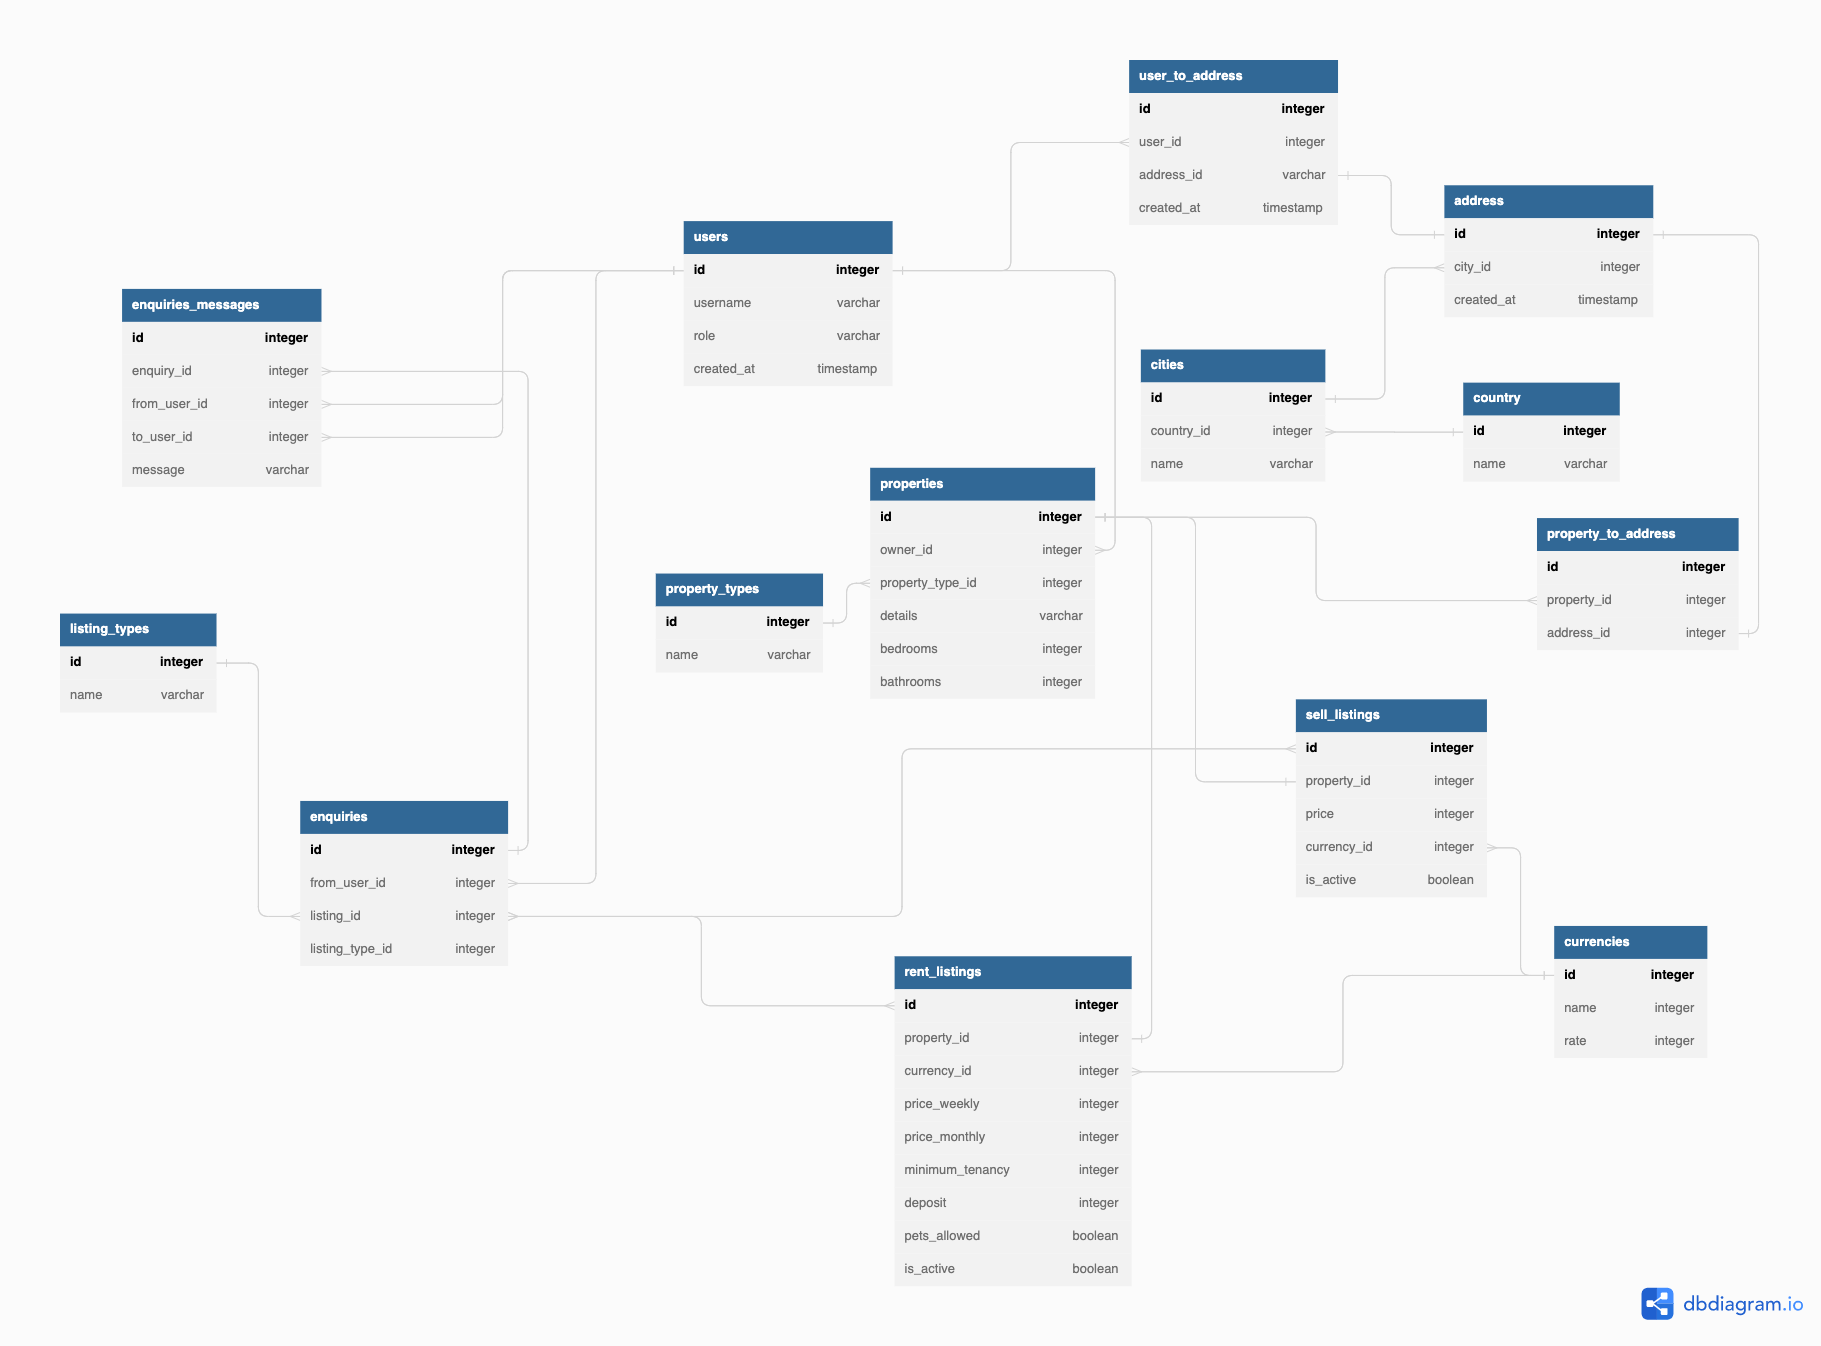 user_to_address
id integer
user_id integer
address_id varchar
created_at timestamp
address
id integer
city_id integer
created_at timestamp
users
id integer
username varchar
role varchar
created_at timestamp
enquiries_messages
id integer
enquiry_id integer
from_user_id integer
to_user_id integer
message varchar
cities
id integer
country_id integer
name varchar
country
id integer
name varchar
properties
id integer
owner_id integer
property_type_id integer
details varchar
bedrooms integer
bathrooms integer
property_to_address
id integer
property_id integer
address_id integer
property_types
id integer
name varchar
listing_types
id integer
name varchar
sell_listings
id integer
property_id integer
price integer
currency_id integer
is_active boolean
enquiries
id integer
from_user_id integer
listing_id integer
listing_type_id integer
currencies
id integer
name integer
rate integer
rent_listings
id integer
property_id integer
currency_id integer
price_weekly integer
price_monthly integer
minimum_tenancy integer
deposit integer
pets_allowed boolean
is_active boolean
dbdiagram.io